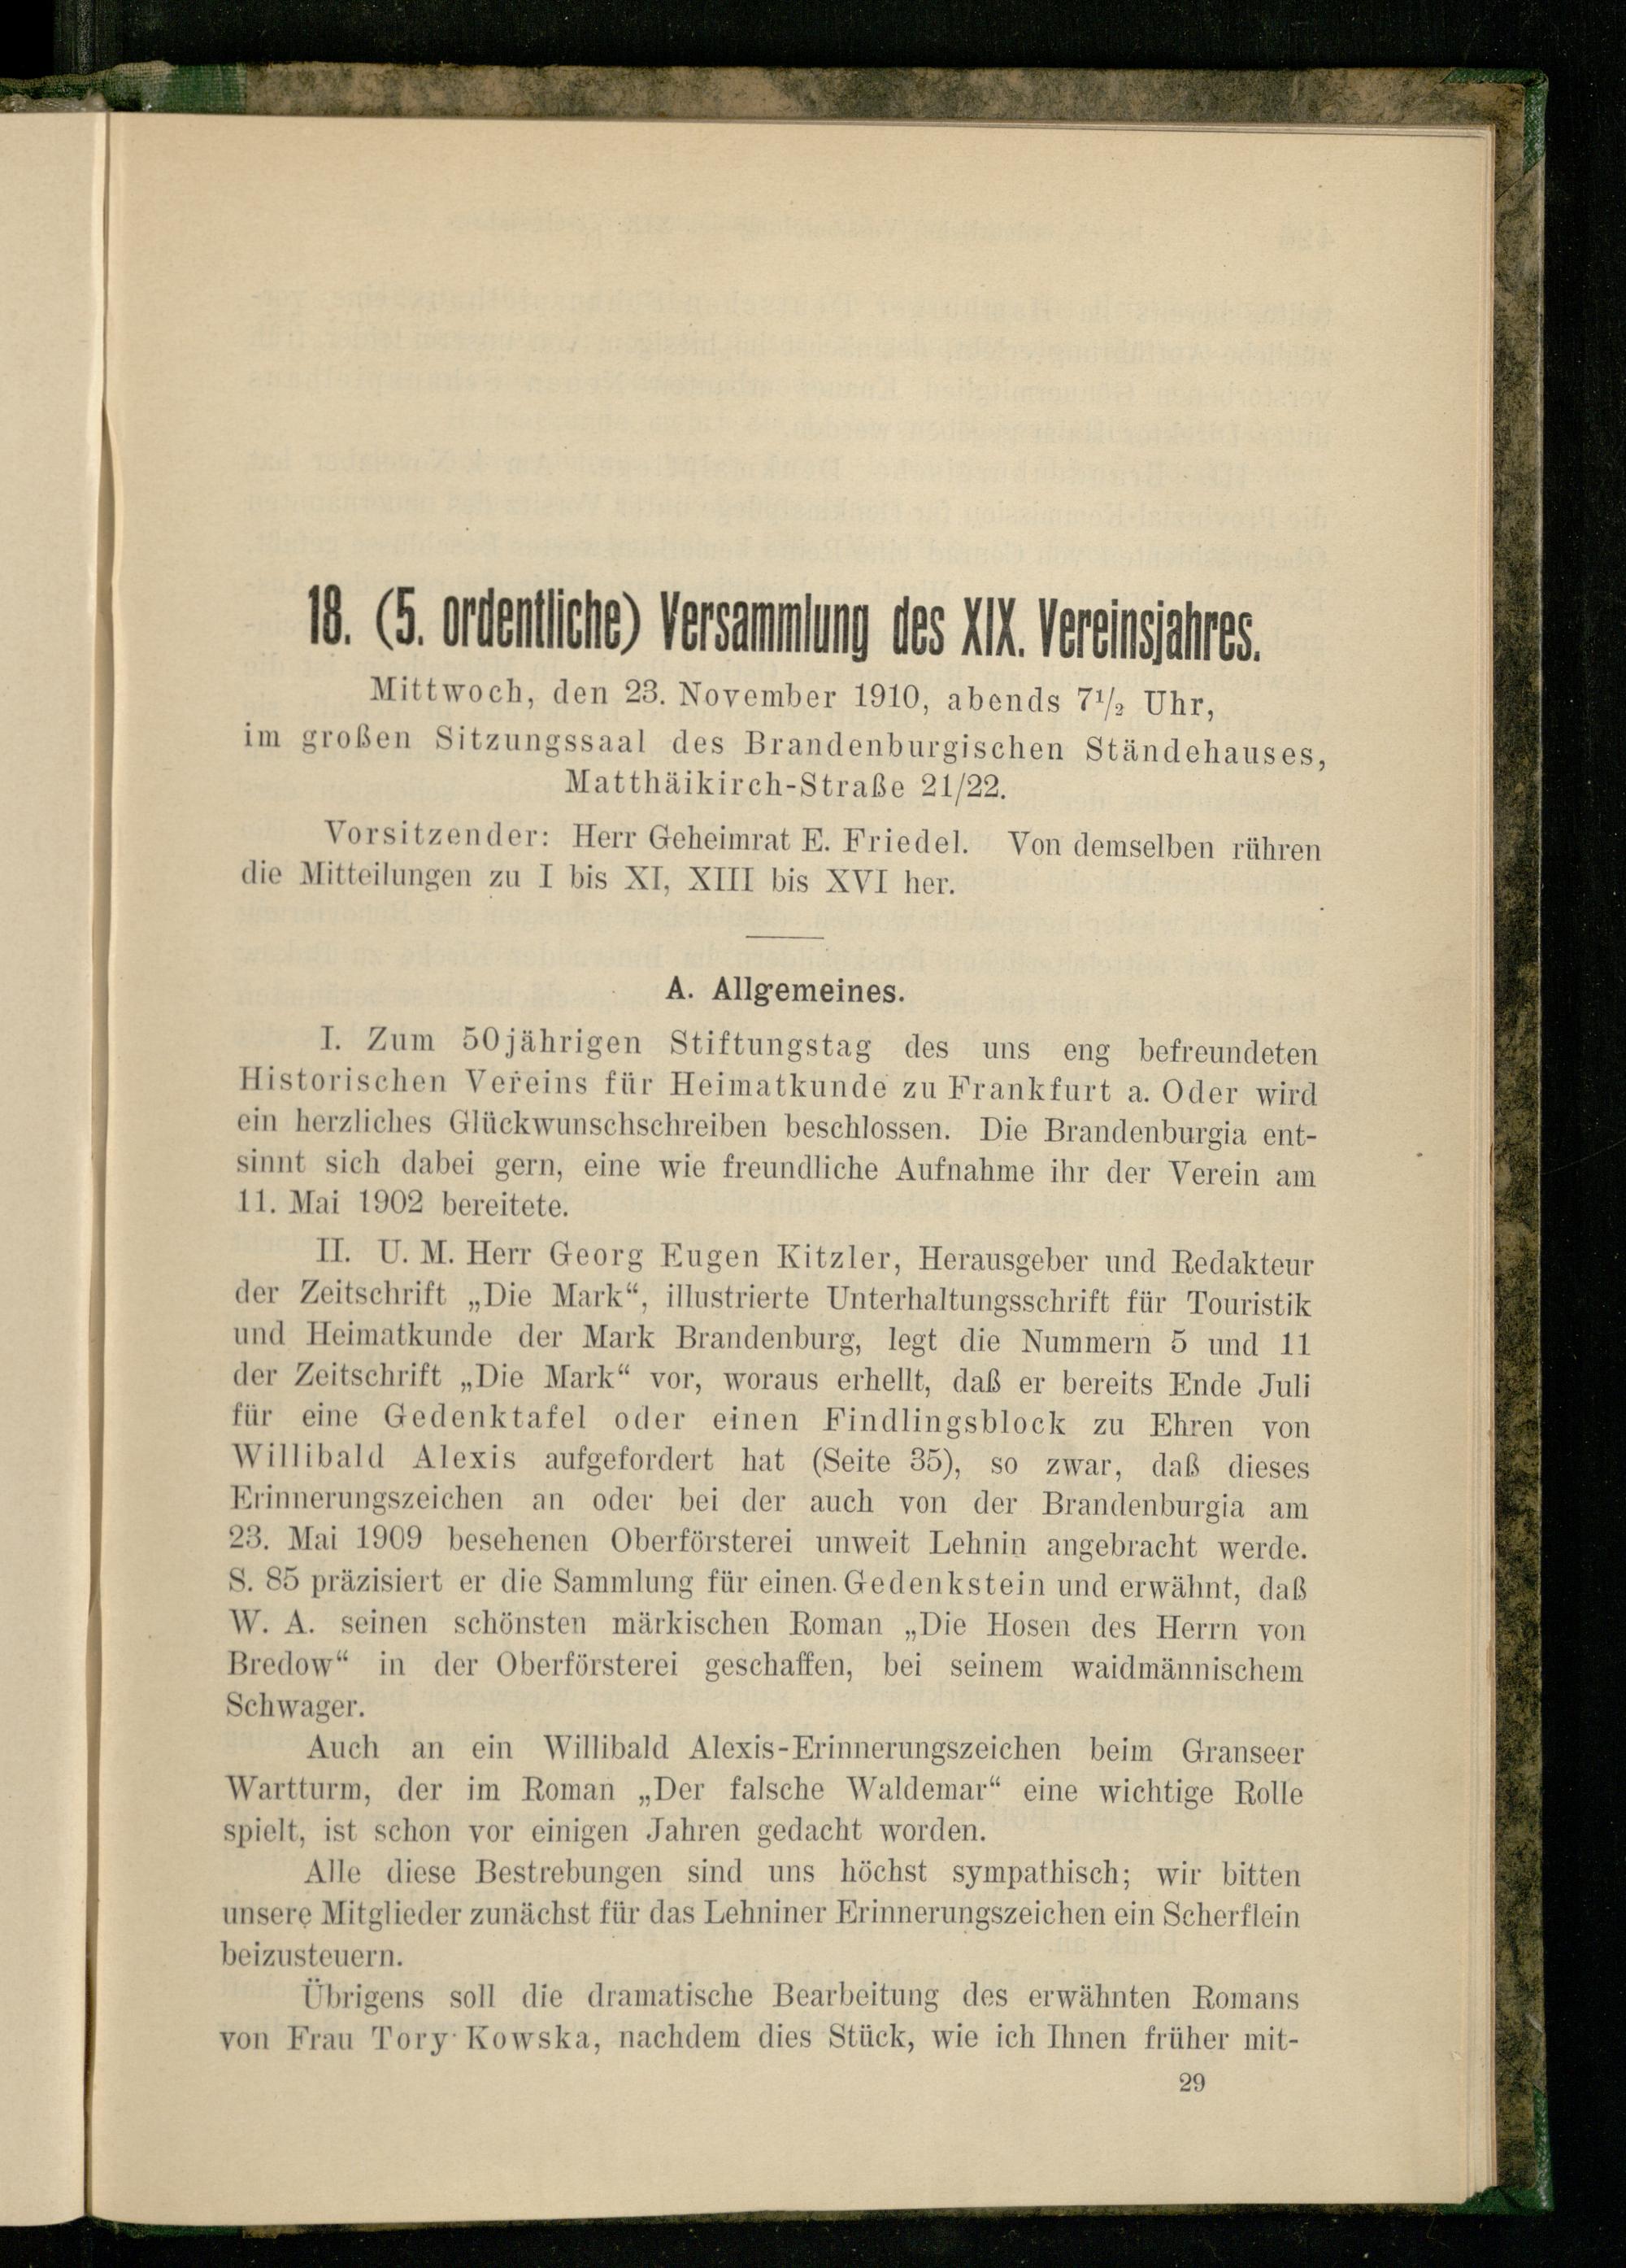 18. (5. ordentliche) Versammlung des XIX. Vereinsjahres.
Mittwoch, den 23. November 1910, abends 7½ Uhr,
im großen Sitzungssaal des Brandenburgischen Ständehauses,
Matthäikirch-Straße 21/22.
Vorsitzender: Herr Geheimrat E. Friedel. Von demselben rühren
die Mitteilungen zu I bis XI, XIII bis XVI her.
A. Allgemeines.
I. Zum 50jährigen Stiftungstag des uns eng befreundeten
Historischen Vereins für Heimatkunde zu Frankfurt a. Oder wird
ein herzliches Glückwunschschreiben beschlossen. Die Brandenburgia ent-
sinnt sich dabei gern, eine wie freundliche Aufnahme ihr der Verein am
11. Mai 1902 bereitete.
II. U. M. Herr Georg Eugen Kitzler, Herausgeber und Redakteur
der Zeitschrift „Die Mark“, illustrierte Unterhaltungsschrift für Touristik
und Heimatkunde der Mark Brandenburg, legt die Nummern 5 und 11
der Zeitschrift „Die Mark“ vor, woraus erhellt, daß er bereits Ende Juli
für eine Gedenktafel oder einen Findlingsblock zu Ehren von
Willibald Alexis aufgefordert hat (Seite 35), so zwar, daß dieses
Erinnerungszeichen an oder bei der auch von der Brandenburgia am
23. Mai 1909 besehenen Oberförsterei unweit Lehnin angebracht werde.
S. 85 präzisiert er die Sammlung für einen Gedenkstein und erwähnt, daß
W. A. seinen schönsten märkischen Roman „Die Hosen des Herrn von
Bredow“ in der Oberförsterei geschaffen, bei seinem waidmännischem
Schwager.
Auch an ein Willibald Alexis-Erinnerungszeichen beim Granseer
Wartturm, der im Roman „Der falsche Waldemar“ eine wichtige Rolle
spielt, ist schon vor einigen Jahren gedacht worden.
Alle diese Bestrebungen sind uns höchst sympathisch; wir bitten
unsere Mitglieder zunächst für das Lehniner Erinnerungszeichen ein Scherflein
beizusteuern.
Übrigens soll die dramatische Bearbeitung des erwähnten Romans
von Frau Tory Kowska, nachdem dies Stück, wie ich Ihnen früher mit-
29